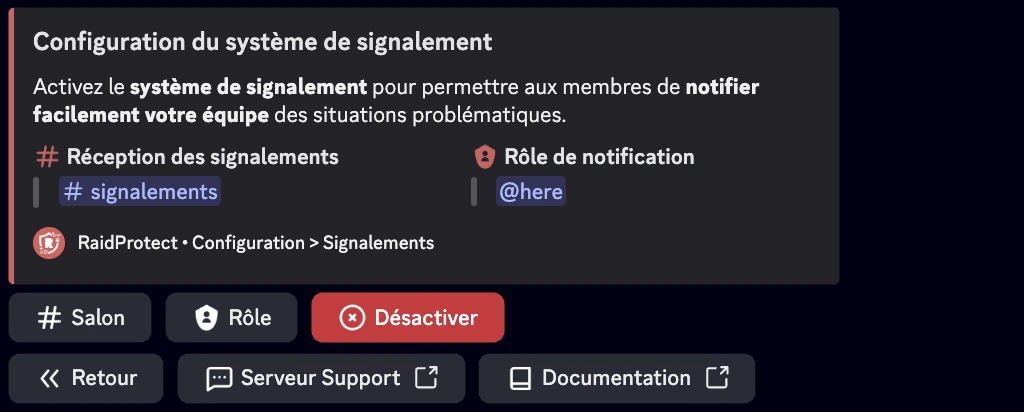 Configuration du système de signalement
Activez le système de signalement pour permettre aux membres de notifier
facilement votre équipe des situations problématiques.
Réception des signalements Rôle de notification
# signalements @here
RaidProtect • Configuration > Signalements
Salon Rôle Désactiver
Retour Serveur Support Documentation